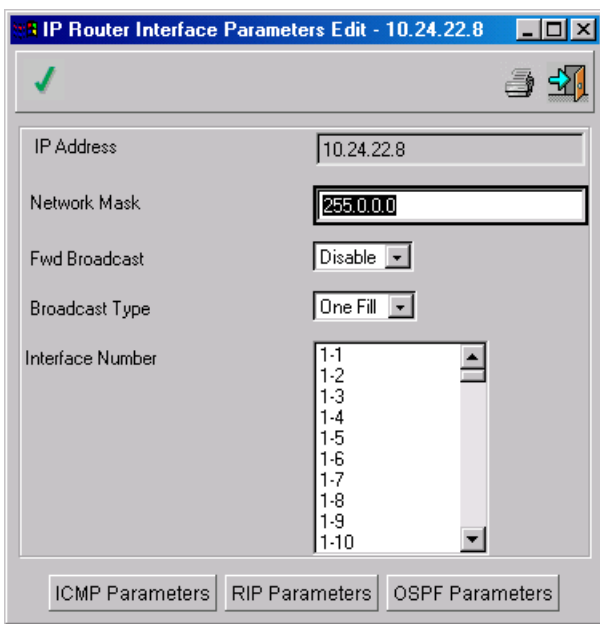 IP Router Interface Parameters Edit - 10.24.22.8
IP Address
10.24.22.8
Network Mask
255.0.0.0
Fwd Broadcast
Disable
Broadcast Type
One Fill
Interface Number
1-1
1-2
1-3
1-4
1-5
1-6
1-7
1-8
1-9
1-10
ICMP Parameters
RIP Parameters
OSPF Parameters